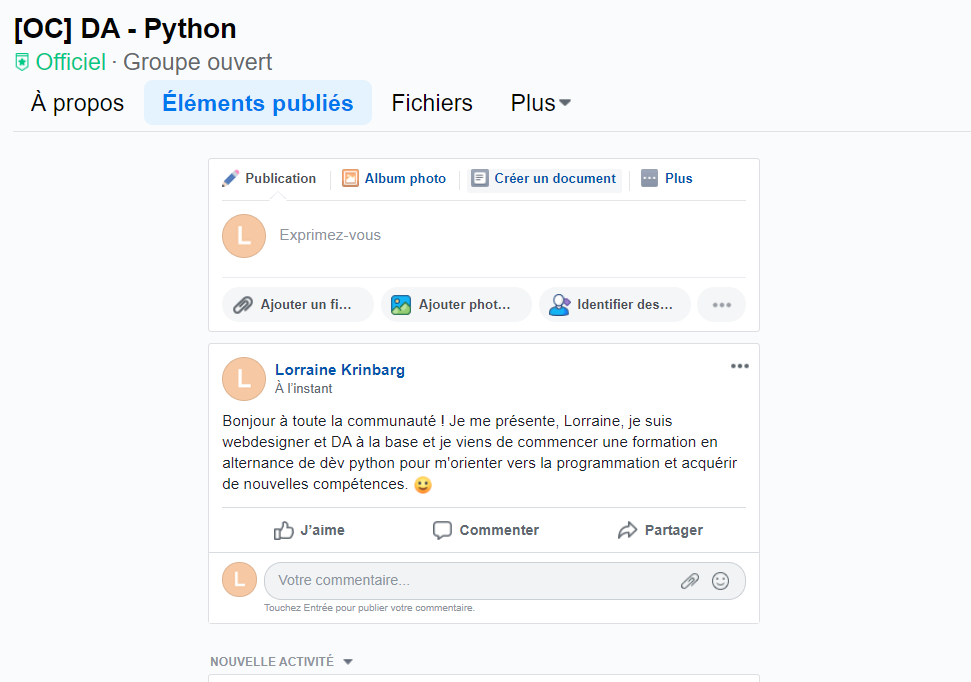 [OC] DA - Python
Officiel · Groupe ouvert
À propos Éléments publiés Fichiers Plus
Publication Album photo Créer un document Plus
L Exprimez-vous
Ajouter un fi... Ajouter phot... Identifier des...
L Lorraine Krinbarg
À l'instant
Bonjour à toute la communauté ! Je me présente, Lorraine, je suis
webdesigner et DA à la base et je viens de commencer une formation en
alternance de dèv python pour m'orienter vers la programmation et acquérir
de nouvelles compétences. 🙂
J'aime Commenter Partager
L Votre commentaire...
Touchez Entrée pour publier votre commentaire.
NOUVELLE ACTIVITÉ